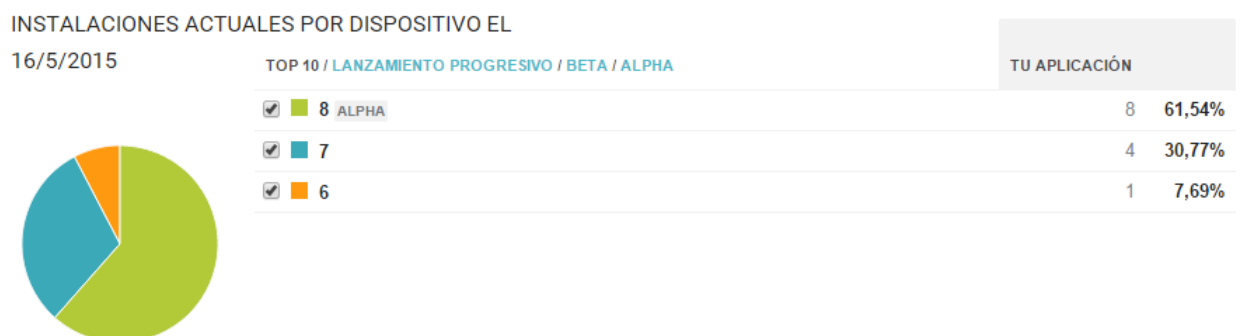 INSTALACIONES ACTUALES POR DISPOSITIVO EL
16/5/2015
TOP 10 / LANZAMIENTO PROGRESIVO / BETA / ALPHA TU APLICACIÓN
8 ALPHA 8 61,54%
7 4 30,77%
6 1 7,69%